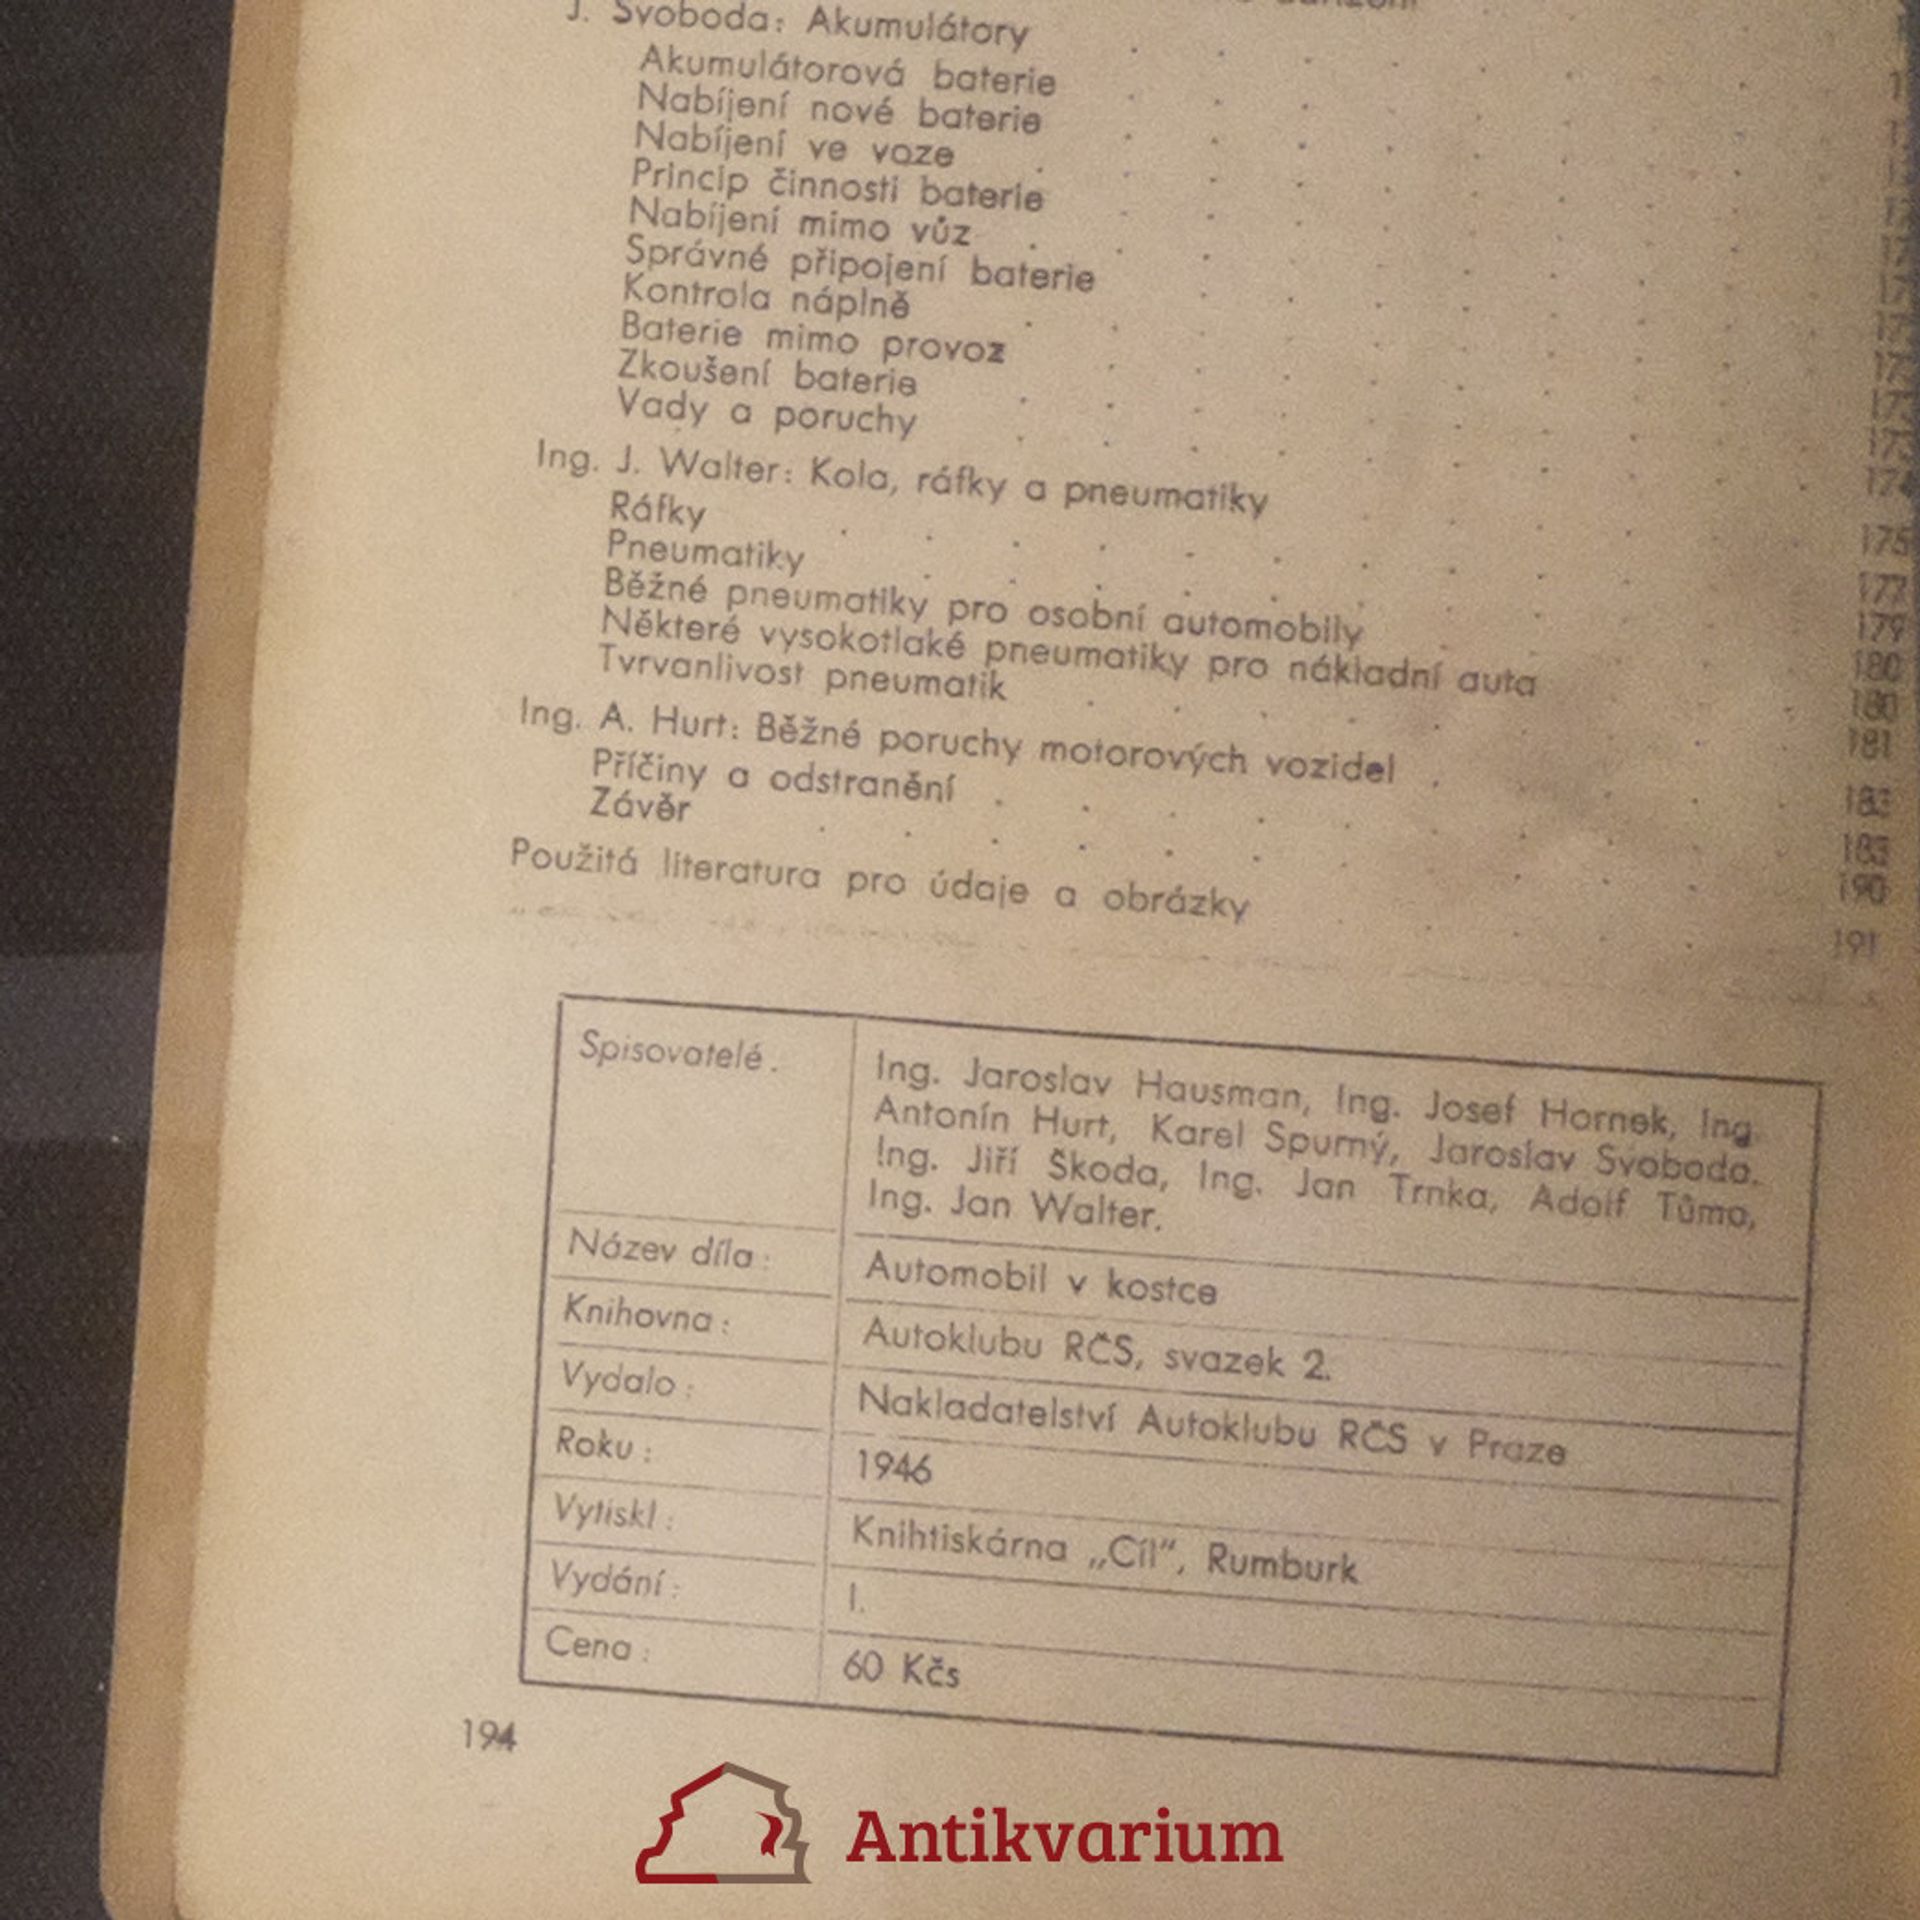 J. Svoboda: Akumulátory
Akumulátorová baterie
Nabíjení nové baterie
Nabíjení ve voze
Princip činnosti baterie
Nabíjení mimo vůz
Správné připojení baterie
Kontrola náplně
Baterie mimo provoz
Zkoušení baterie
Vady a poruchy 174
Ing. J. Walter: Kola, ráfky a pneumatiky 175
Ráfky 177
Pneumatiky 179
Běžné pneumatiky pro osobní automobily 180
Některé vysokotlaké pneumatiky pro nákladní auta 180
Tvrvanlivost pneumatik 181
Ing. A. Hurt: Běžné poruchy motorových vozidel 183
Příčiny a odstranění 183
Závěr 190
Použitá literatura pro údaje a obrázky 191
Spisovatelé. Ing. Jaroslav Hausman, Ing. Josef Hornek, Ing
Antonín Hurt, Karel Spurný, Jaroslav Svoboda.
Ing. Jiří Škoda, Ing. Jan Trnka, Adolf Tůma,
Ing. Jan Walter.
Název díla: Automobil v kostce
Knihovna: Autoklubu RČS, svazek 2.
Vydalo: Nakladatelství Autoklubu RČS v Praze
Roku: 1946
Vytiskl: Knihtiskárna „Cíl“, Rumburk
Vydání: I.
Cena: 60 Kčs
194
Antikvarium